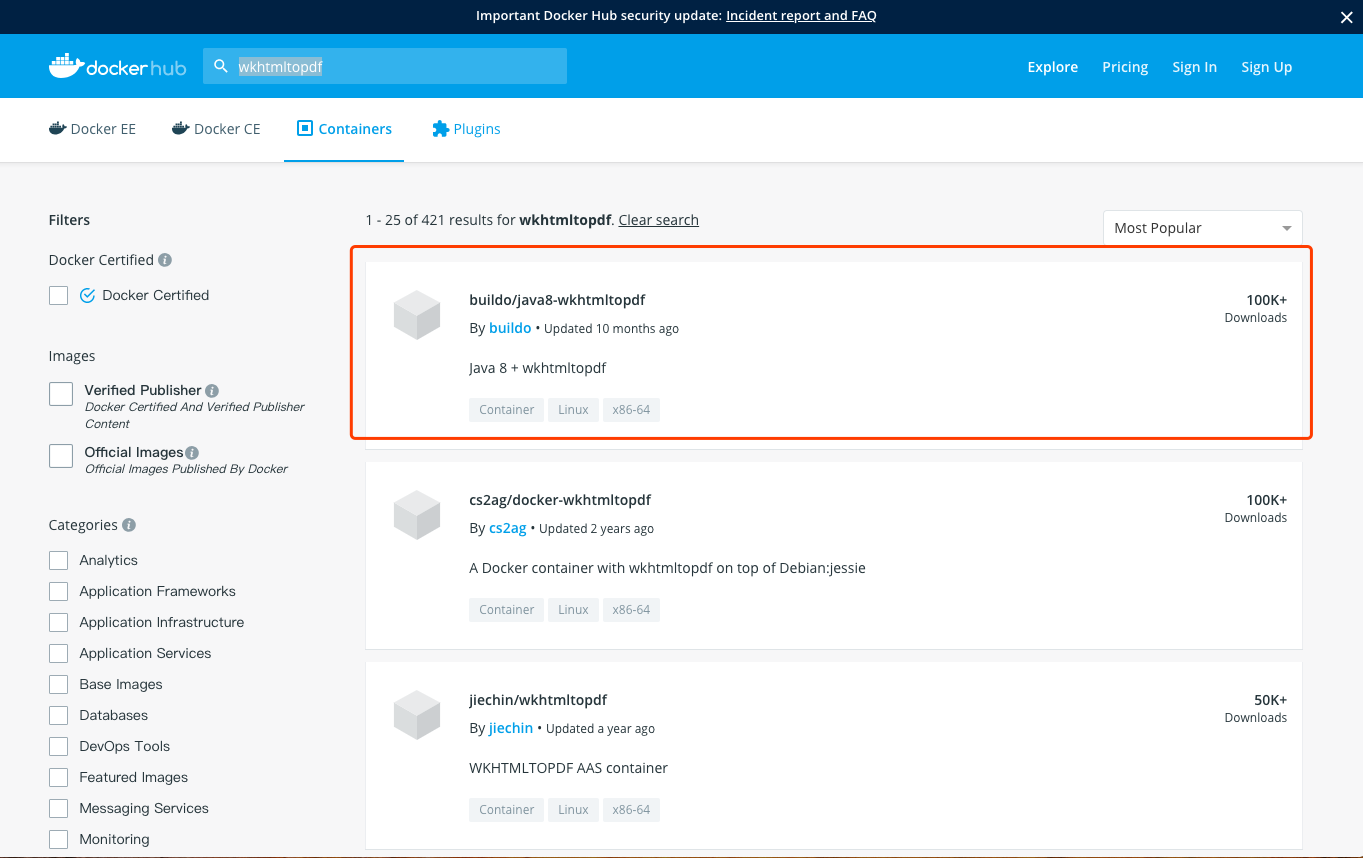 Important Docker Hub security update: Incident report and FAQ
dockerhub
wkhtmltopdf
Explore
Pricing
Sign In
Sign Up
Docker EE
Docker CE
Containers
Plugins
Filters
Docker Certified
Docker Certified
Images
Verified Publisher
Docker Certified And Verified Publisher
Content
Official Images
Official Images Published By Docker
Categories
Analytics
Application Frameworks
Application Infrastructure
Application Services
Base Images
Databases
DevOps Tools
Featured Images
Messaging Services
Monitoring
1 - 25 of 421 results for wkhtmltopdf. Clear search
Most Popular
buildo/java8-wkhtmltopdf
By buildo • Updated 10 months ago
Java 8 + wkhtmltopdf
Container Linux x86-64
100K+
Downloads
cs2ag/docker-wkhtmltopdf
By cs2ag • Updated 2 years ago
A Docker container with wkhtmltopdf on top of Debian:jessie
Container Linux x86-64
100K+
Downloads
jiechin/wkhtmltopdf
By jiechin • Updated a year ago
WKHTMLTOPDF AAS container
Container Linux x86-64
50K+
Downloads